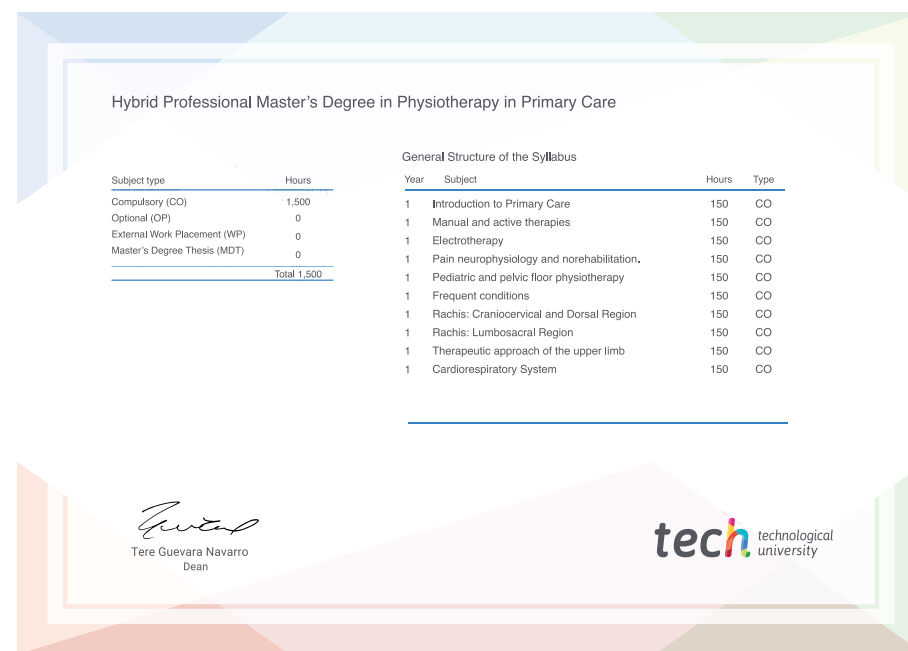 Hybrid Professional Master's Degree in Physiotherapy in Primary Care
Subject type Hours
Compulsory (CO) 1,500
Optional (OP) 0
External Work Placement (WP) 0
Master's Degree Thesis (MDT) 0
Total 1,500
General Structure of the Syllabus
Year Subject Hours Type
1 Introduction to Primary Care 150 CO
1 Manual and active therapies 150 CO
1 Electrotherapy 150 CO
1 Pain neurophysiology and norehabilitation. 150 CO
1 Pediatric and pelvic floor physiotherapy 150 CO
1 Frequent conditions 150 CO
1 Rachis: Craniocervical and Dorsal Region 150 CO
1 Rachis: Lumbosacral Region 150 CO
1 Therapeutic approach of the upper limb 150 CO
1 Cardiorespiratory System 150 CO
Tere Guevara Navarro
Dean
tech technological
university